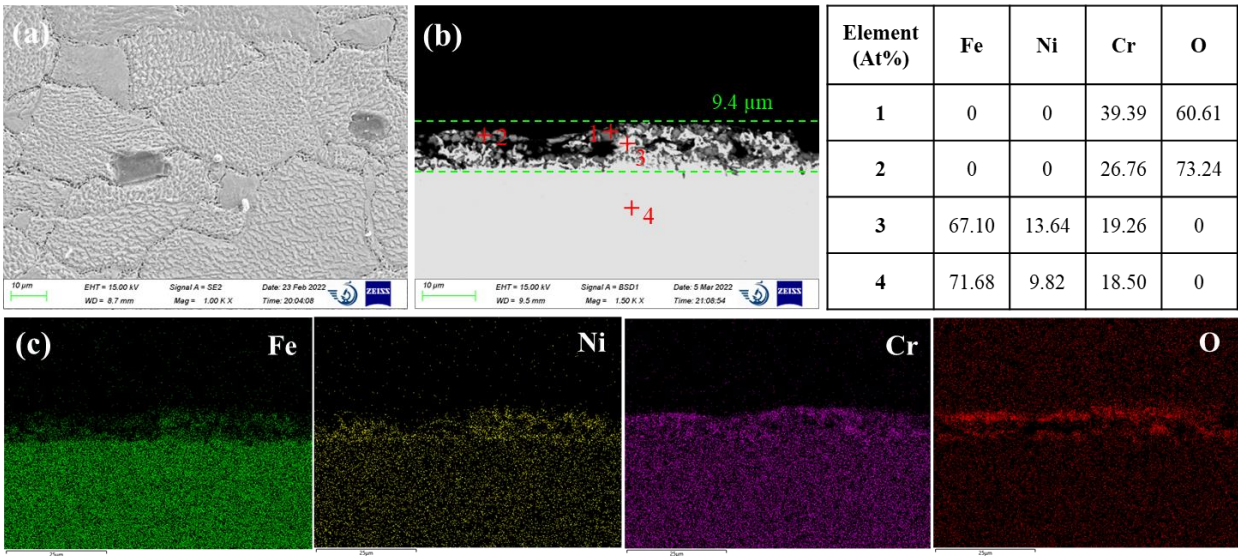 (a)
10 μm
EHT = 15.00 kV
Signal A = SE2
Date: 23 Feb 2022
WD = 8.7 mm
Mag = 1.00 K X
Time: 20:04:08
ZEISS
(b)
9.4 μm
1
2
3
4
10 μm
EHT = 15.00 kV
Signal A = BSD1
Date: 5 Mar 2022
WD = 9.5 mm
Mag = 1.50 K X
Time: 21:08:54
ZEISS
Element (At%) Fe Ni Cr O
1 0 0 39.39 60.61
2 0 0 26.76 73.24
3 67.10 13.64 19.26 0
4 71.68 9.82 18.50 0
(c)
Fe
Ni
Cr
O
25μm
25μm
25μm
25μm